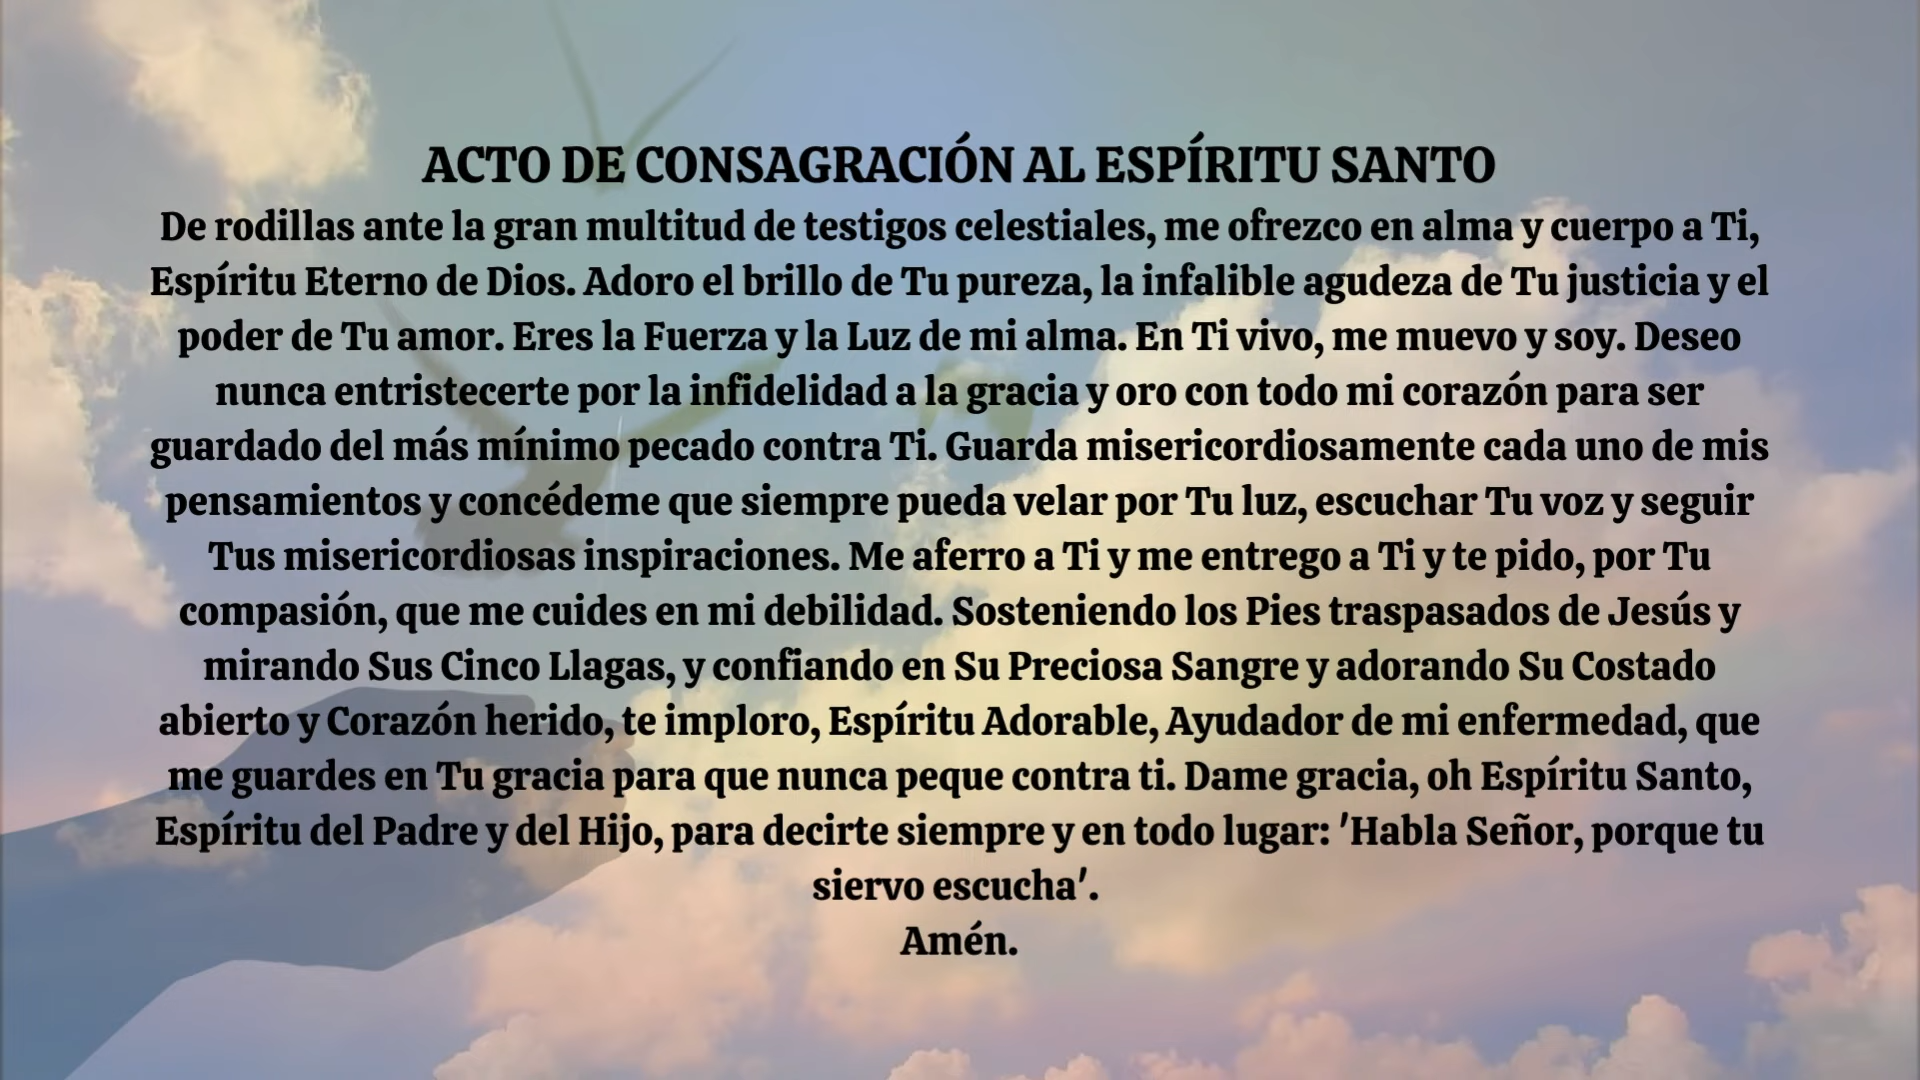 ACTO DE CONSAGRACIÓN AL ESPÍRITU SANTO
De rodillas ante la gran multitud de testigos celestiales, me ofrezco en alma y cuerpo a Ti,
Espíritu Eterno de Dios. Adoro el brillo de Tu pureza, la infalible agudeza de Tu justicia y el
poder de Tu amor. Eres la Fuerza y la Luz de mi alma. En Ti vivo, me muevo y soy. Deseo
nunca entristecerte por la infidelidad a la gracia y oro con todo mi corazón para ser
guardado del más mínimo pecado contra Ti. Guarda misericordiosamente cada uno de mis
pensamientos y concédeme que siempre pueda velar por Tu luz, escuchar Tu voz y seguir
Tus misericordiosas inspiraciones. Me aferro a Ti y me entrego a Ti y te pido, por Tu
compasión, que me cuides en mi debilidad. Sosteniendo los Pies traspasados de Jesús y
mirando Sus Cinco Llagas, y confiando en Su Preciosa Sangre y adorando Su Costado
abierto y Corazón herido, te imploro, Espíritu Adorable, Ayudador de mi enfermedad, que
me guardes en Tu gracia para que nunca peque contra ti. Dame gracia, oh Espíritu Santo,
Espíritu del Padre y del Hijo, para decirte siempre y en todo lugar: 'Habla Señor, porque tu
siervo escucha'.
Amén.